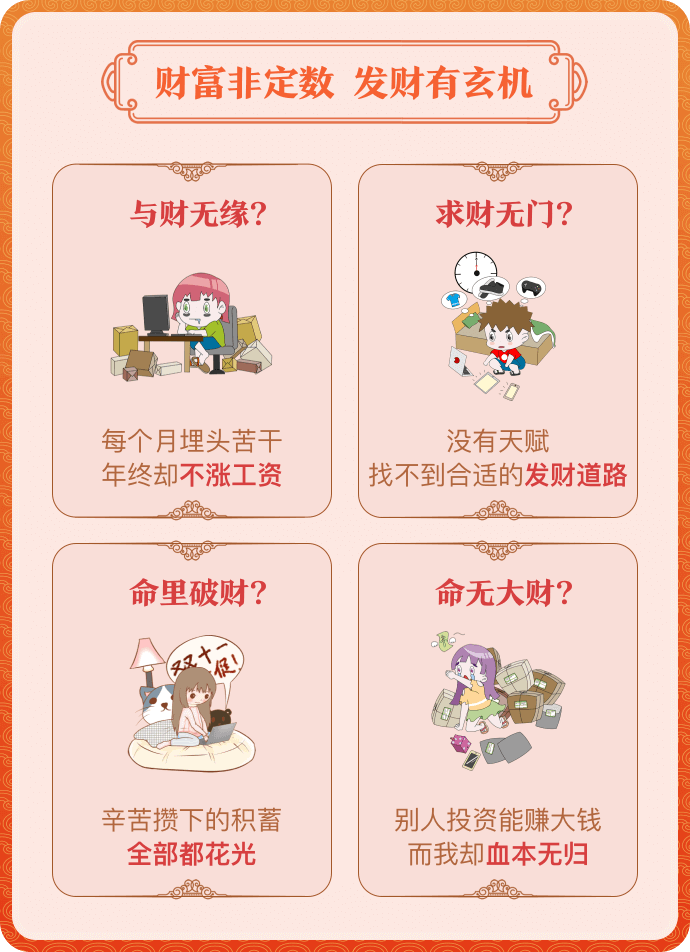 财富非定数 发财有玄机
与财无缘？
每个月埋头苦干
年终却不涨工资
求财无门？
没有天赋
找不到合适的发财道路
命里破财？
双十一
促!
辛苦攒下的积蓄
全部都花光
命无大财？
别人投资能赚大钱
而我却血本无归